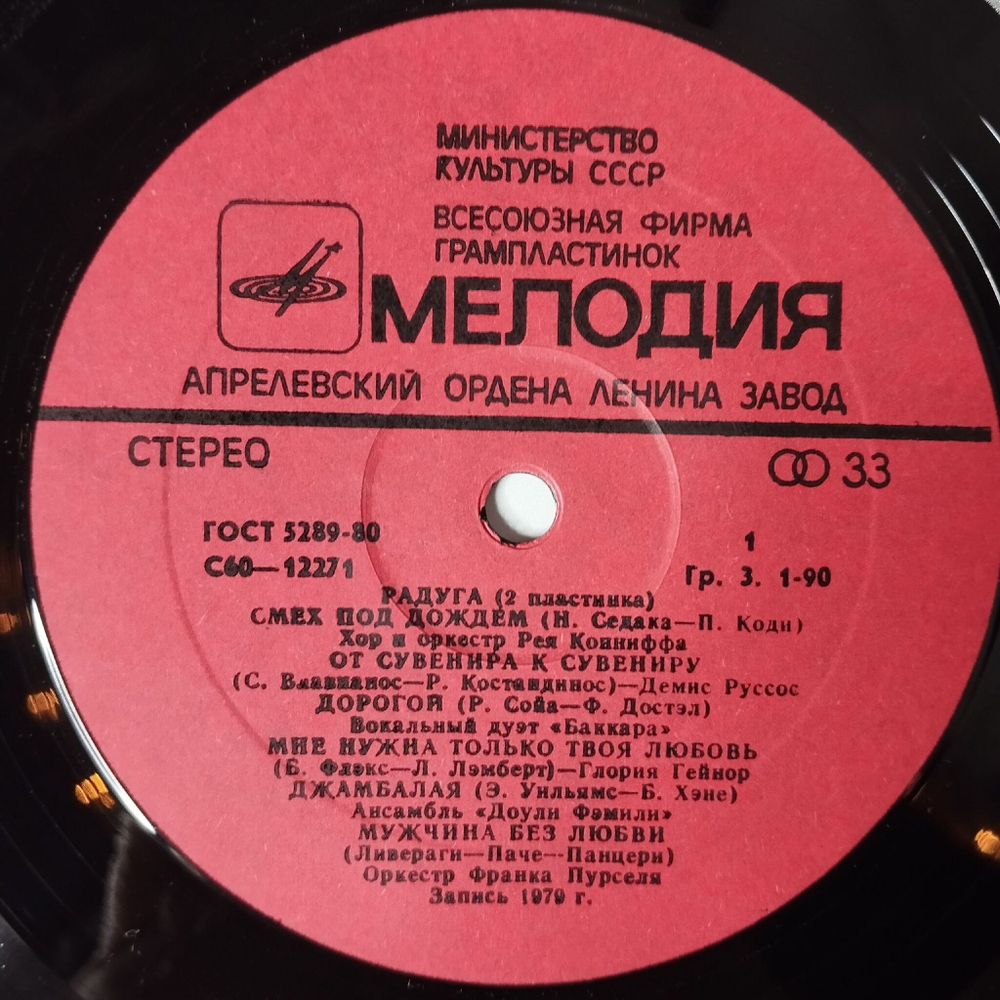 МИНИСТЕРСТВО
КУЛЬТУРЫ СССР
ВСЕСОЮЗНАЯ ФИРМА
ГРАМПЛАСТИНОК
МЕЛОДИЯ
АПРЕЛЕВСКИЙ ОРДЕНА ЛЕНИНА ЗАВОД
СТЕРЕО
33
ГОСТ 5289-80
1
С60—12271
Гр. 3. 1-90
РАДУГА (2 пластинка)
СМЕХ ПОД ДОЖДЕМ (Н. Седака—П. Коди)
Хор и оркестр Рея Конниффа
ОТ СУВЕНИРА К СУВЕНИРУ
(С. Влавианос—Р. Костандинос)—Демис Руссос
ДОРОГОЙ (Р. Сойа—Ф. Достэл)
Вокальный дуэт «Баккара»
МНЕ НУЖНА ТОЛЬКО ТВОЯ ЛЮБОВЬ
(Б. Флэкс—Л. Лэмберт)—Глория Гейнор
ДЖАМБАЛАЯ (Э. Уильямс—Б. Хэне)
Ансамбль «Доули Фэмили»
МУЖЧИНА БЕЗ ЛЮБВИ
(Ливераги—Паче—Панцери)
Оркестр Франка Пурселя
Запись 1979 г.